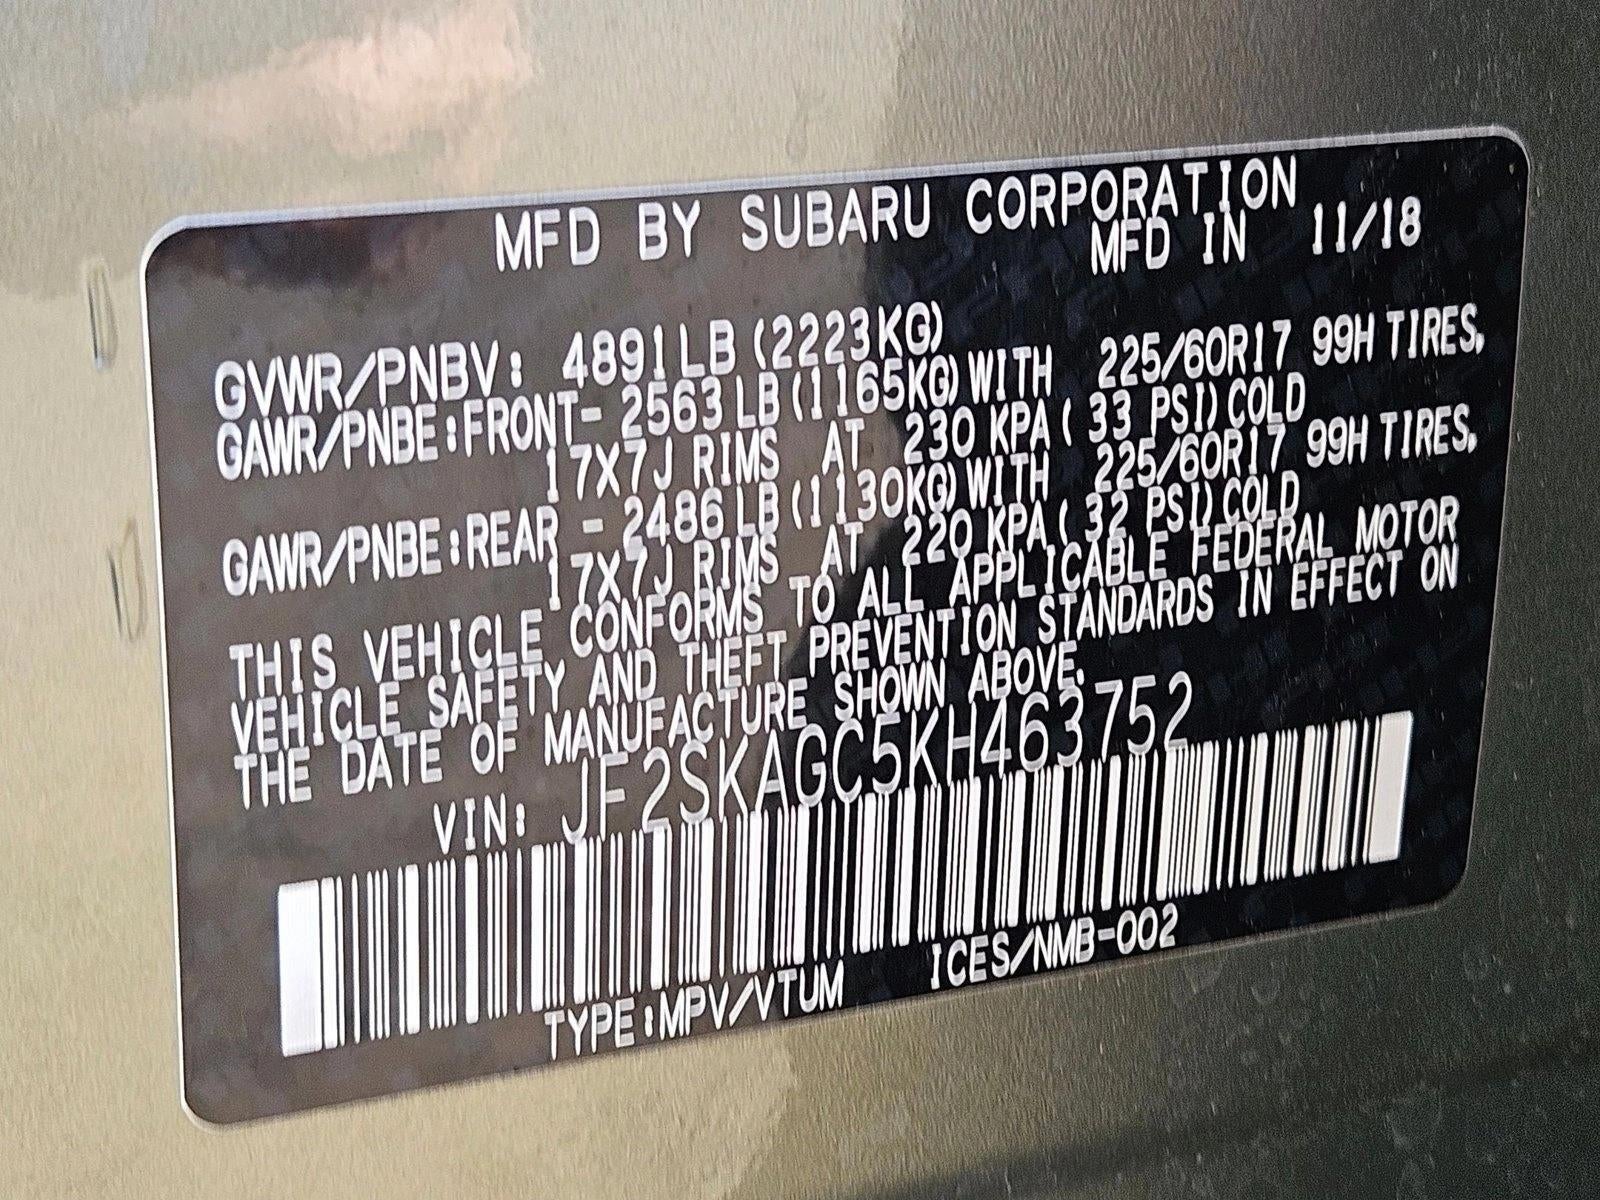 MFD BY SUBARU CORPORATION
MFD IN 11/18
GVWR/PNBV: 4891LB (2223KG)
GAWR/PNBE:FRONT- 2563LB (1165KG) WITH 225/60R17 99H TIRES,
17X7J RIMS AT 230 KPA ( 33 PSI) COLD
GAWR/PNBE:REAR - 2486LB (1130KG) WITH 225/60R17 99H TIRES,
17X7J RIMS AT 220 KPA ( 32 PSI) COLD
THIS VEHICLE CONFORMS TO ALL APPLICABLE FEDERAL MOTOR
VEHICLE SAFETY AND THEFT PREVENTION STANDARDS IN EFFECT ON
THE DATE OF MANUFACTURE SHOWN ABOVE.
VIN: JF2SKAGC5KH463752
TYPE:MPV/VTUM ICES/NMB-002